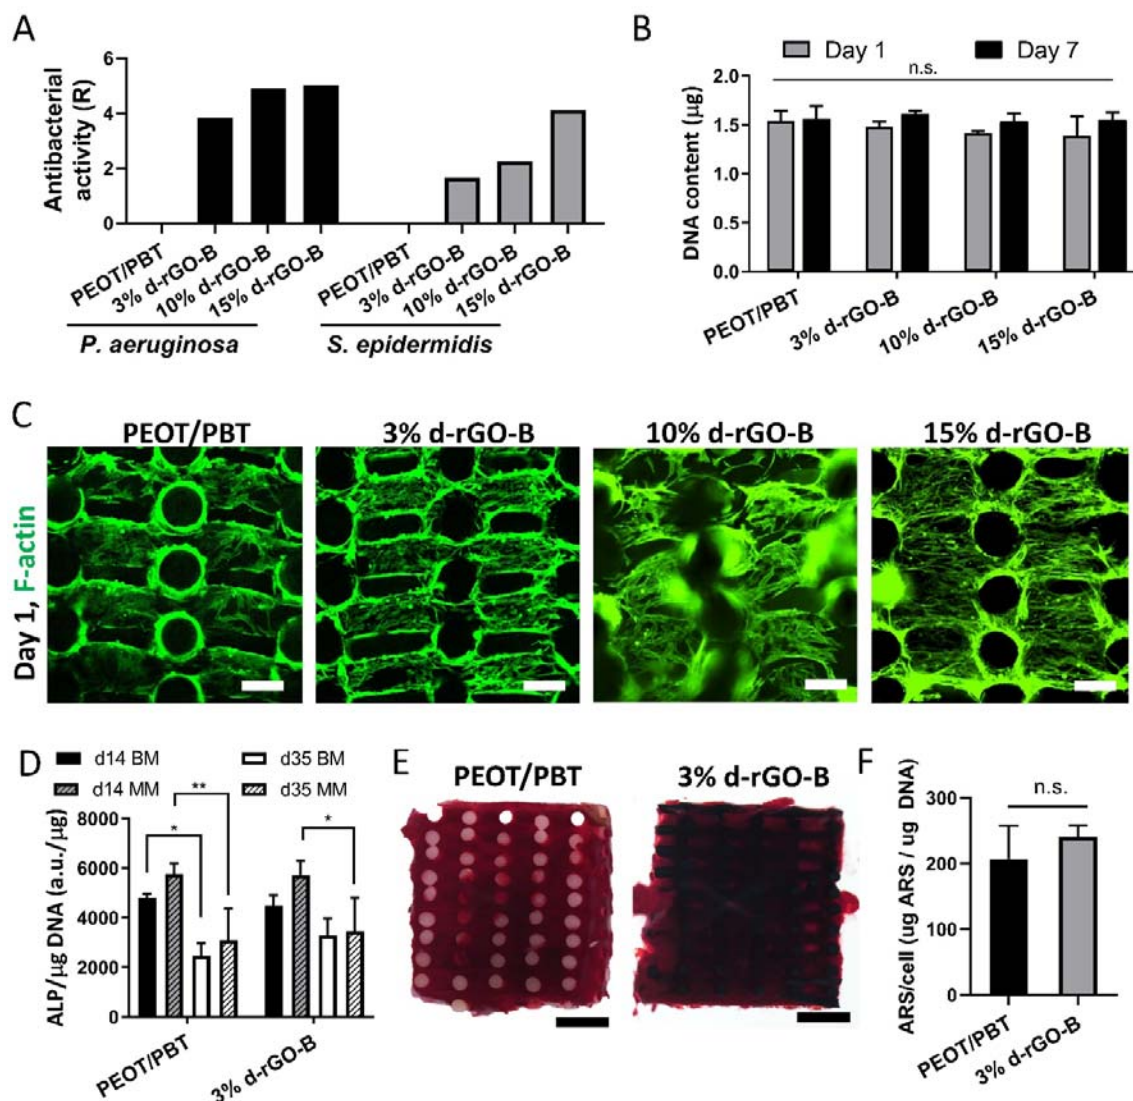 A
Antibacterial
activity (R)
6
4
2
0
PEOT/PBT
3% d-rGO-B
10% d-rGO-B
15% d-rGO-B
PEOT/PBT
3% d-rGO-B
10% d-rGO-B
15% d-rGO-B
P. aeruginosa
S. epidermidis
B
Day 1
Day 7
n.s.
DNA content (µg)
2.0
1.5
1.0
0.5
0.0
PEOT/PBT
3% d-rGO-B
10% d-rGO-B
15% d-rGO-B
C
PEOT/PBT
3% d-rGO-B
10% d-rGO-B
15% d-rGO-B
Day 1, F-actin
D
d14 BM
d35 BM
d14 MM
d35 MM
ALP/µg DNA (a.u./µg)
8000
6000
4000
2000
0
*
**
*
PEOT/PBT
3% d-rGO-B
E
PEOT/PBT
3% d-rGO-B
F
ARS/cell (ug ARS / ug DNA)
300
200
100
0
n.s.
PEOT/PBT
3% d-rGO-B